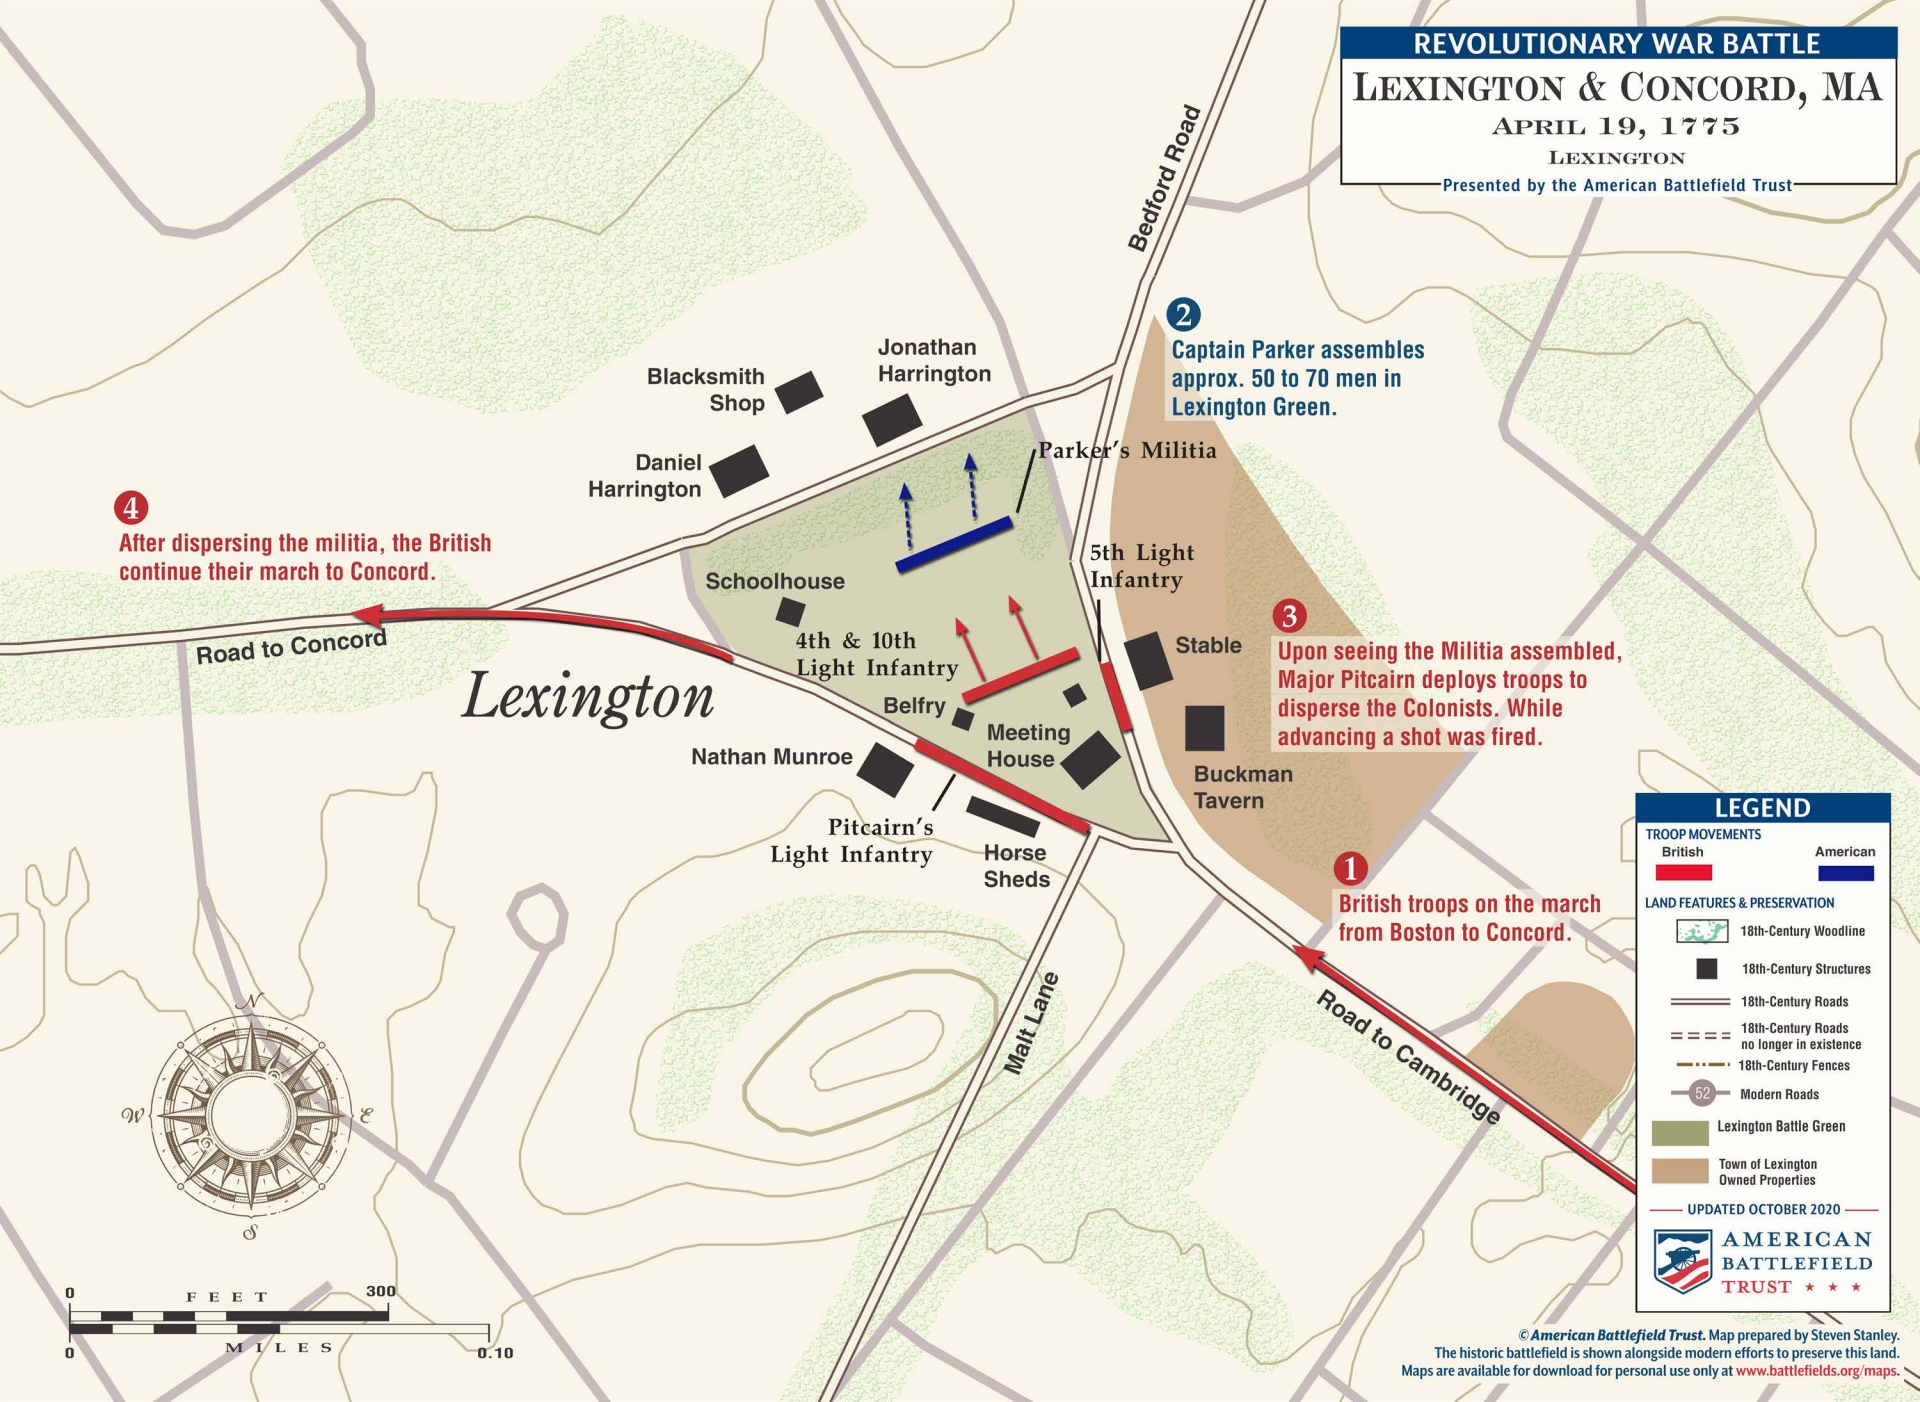 REVOLUTIONARY WAR BATTLE
LEXINGTON & CONCORD, MA
APRIL 19, 1775
LEXINGTON
Presented by the American Battlefield Trust
Bedford Road
2
Captain Parker assembles
approx. 50 to 70 men in
Lexington Green.
Jonathan
Harrington
Blacksmith
Shop
Daniel
Harrington
Parker's Militia
4
After dispersing the militia, the British
continue their march to Concord.
5th Light
Infantry
Schoolhouse
3
Upon seeing the Militia assembled,
Major Pitcairn deploys troops to
disperse the Colonists. While
advancing a shot was fired.
4th & 10th
Light Infantry
Stable
Road to Concord
Lexington
Belfry
Meeting
House
Nathan Munroe
Buckman
Tavern
Pitcairn's
Light Infantry
Horse
Sheds
1
British troops on the march
from Boston to Concord.
Malt Lane
Road to Cambridge
N
W
E
S
0
FEET
300
MILES
0
0.10
LEGEND
TROOP MOVEMENTS
British
American
LAND FEATURES & PRESERVATION
18th-Century Woodline
18th-Century Structures
18th-Century Roads
18th-Century Roads
no longer in existence
18th-Century Fences
52
Modern Roads
Lexington Battle Green
Town of Lexington
Owned Properties
UPDATED OCTOBER 2020
AMERICAN
BATTLEFIELD
TRUST
© American Battlefield Trust. Map prepared by Steven Stanley.
The historic battlefield is shown alongside modern efforts to preserve this land.
Maps are available for download for personal use only at www.battlefields.org/maps.